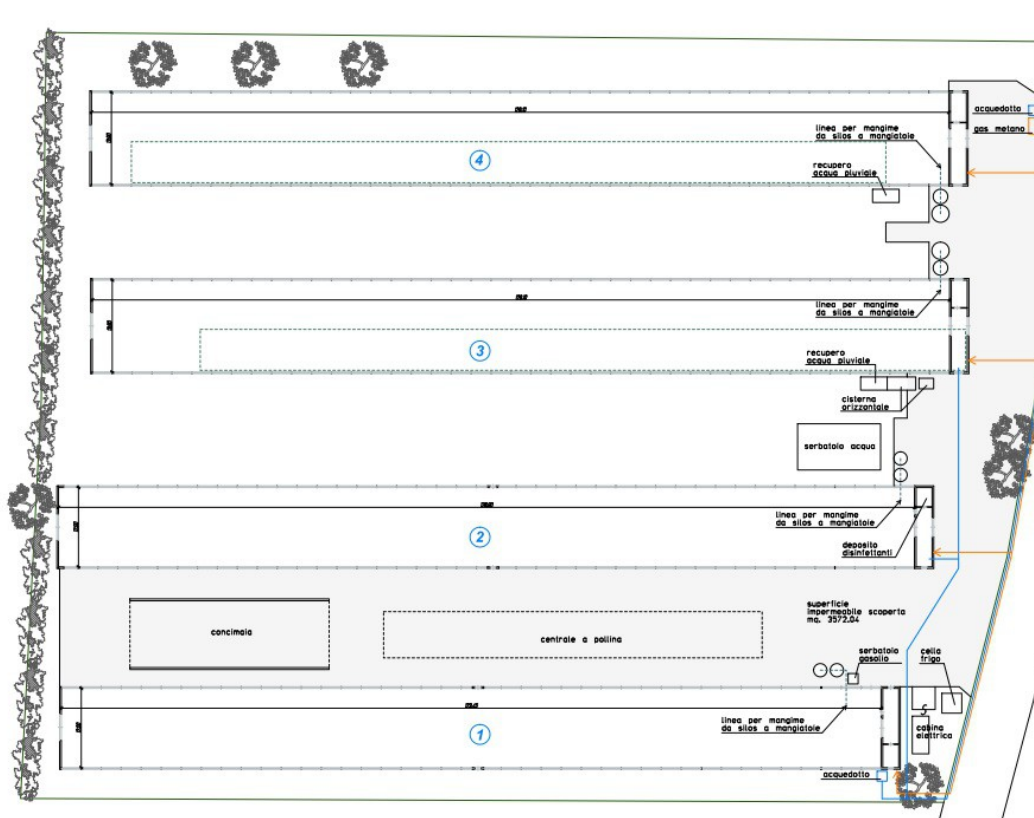 acquedotto
gas metano
linea per mangime
da silos a mangiatoie
4
recupero
acqua pluviale
linea per mangime
da silos a mangiatoie
3
recupero
acqua pluviale
cisterna
orizzontale
serbatoio acqua
linea per mangime
da silos a mangiatoie
2
deposito
disinfettanti
superficie
impermeabile scoperta
mq. 3572.04
concimaia
centrale a pollina
serbatoio
gasolio
cella
frigo
linea per mangime
da silos a mangiatoie
1
cabina
elettrica
acquedotto